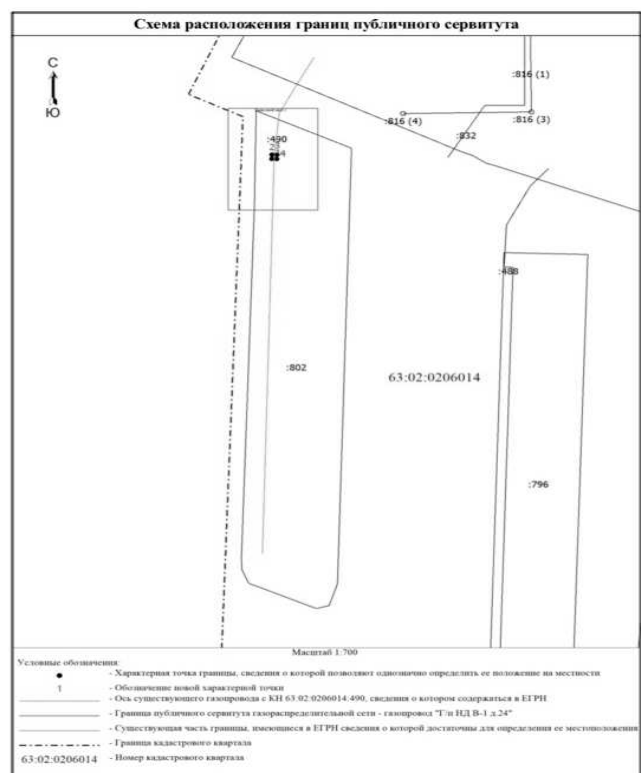 Схема расположения границ публичного сервитута
С
Ю
:816 (1)
:816 (4)
:816 (3)
:832
:490
4
:488
:802
63:02:0206014
:796
Масштаб 1:700
Условные обозначения:
- Характерная точка границы, сведения о которой позволяют однозначно определить ее положение на местности
1 - Обозначение новой характерной точки
- Ось существующего газопровода с КН 63:02:0206014:490, сведения о котором содержаться в ЕГРН
- Граница публичного сервитута газораспределительной сети - газопровод "Г/п НД В-1 д.24"
- Существующая часть границы, имеющиеся в ЕГРН сведения о которой достаточны для определения ее местоположения
- Граница кадастрового квартала
63:02:0206014 - Номер кадастрового квартала